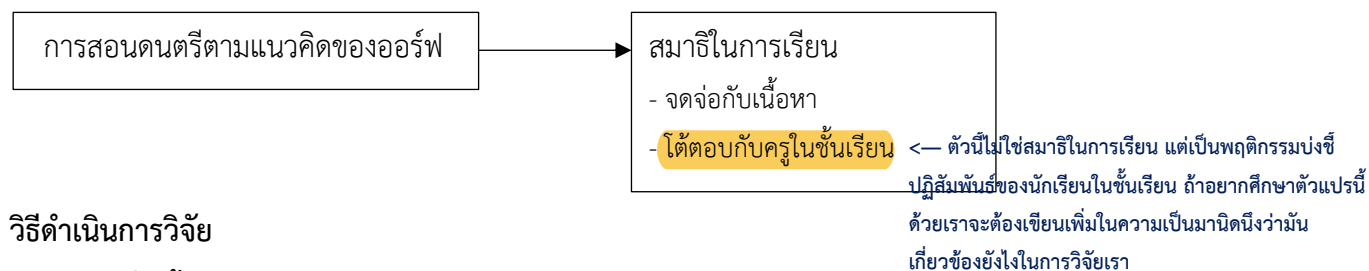 การสอนดนตรีตามแนวคิดของออร์ฟ
สมาธิในการเรียน
- จดจ่อกับเนื้อหา
- โต้ตอบกับครูในชั้นเรียน
<— ตัวนี้ไม่ใช่สมาธิในการเรียน แต่เป็นพฤติกรรมบ่งชี้
ปฏิสัมพันธ์ของนักเรียนในชั้นเรียน ถ้าอยากศึกษาตัวแปรนี้
ด้วยเราจะต้องเขียนเพิ่มในความเป็นมานิดนึงว่ามัน
เกี่ยวข้องยังไงในการวิจัยเรา
วิธีดำเนินการวิจัย